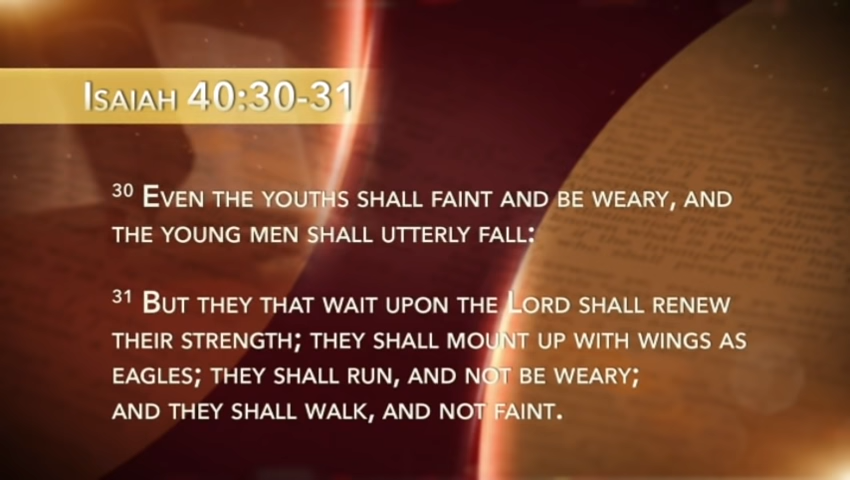 Isaiah 40:30-31
30 Even the youths shall faint and be weary, and
the young men shall utterly fall:
31 But they that wait upon the Lord shall renew
their strength; they shall mount up with wings as
eagles; they shall run, and not be weary;
and they shall walk, and not faint.